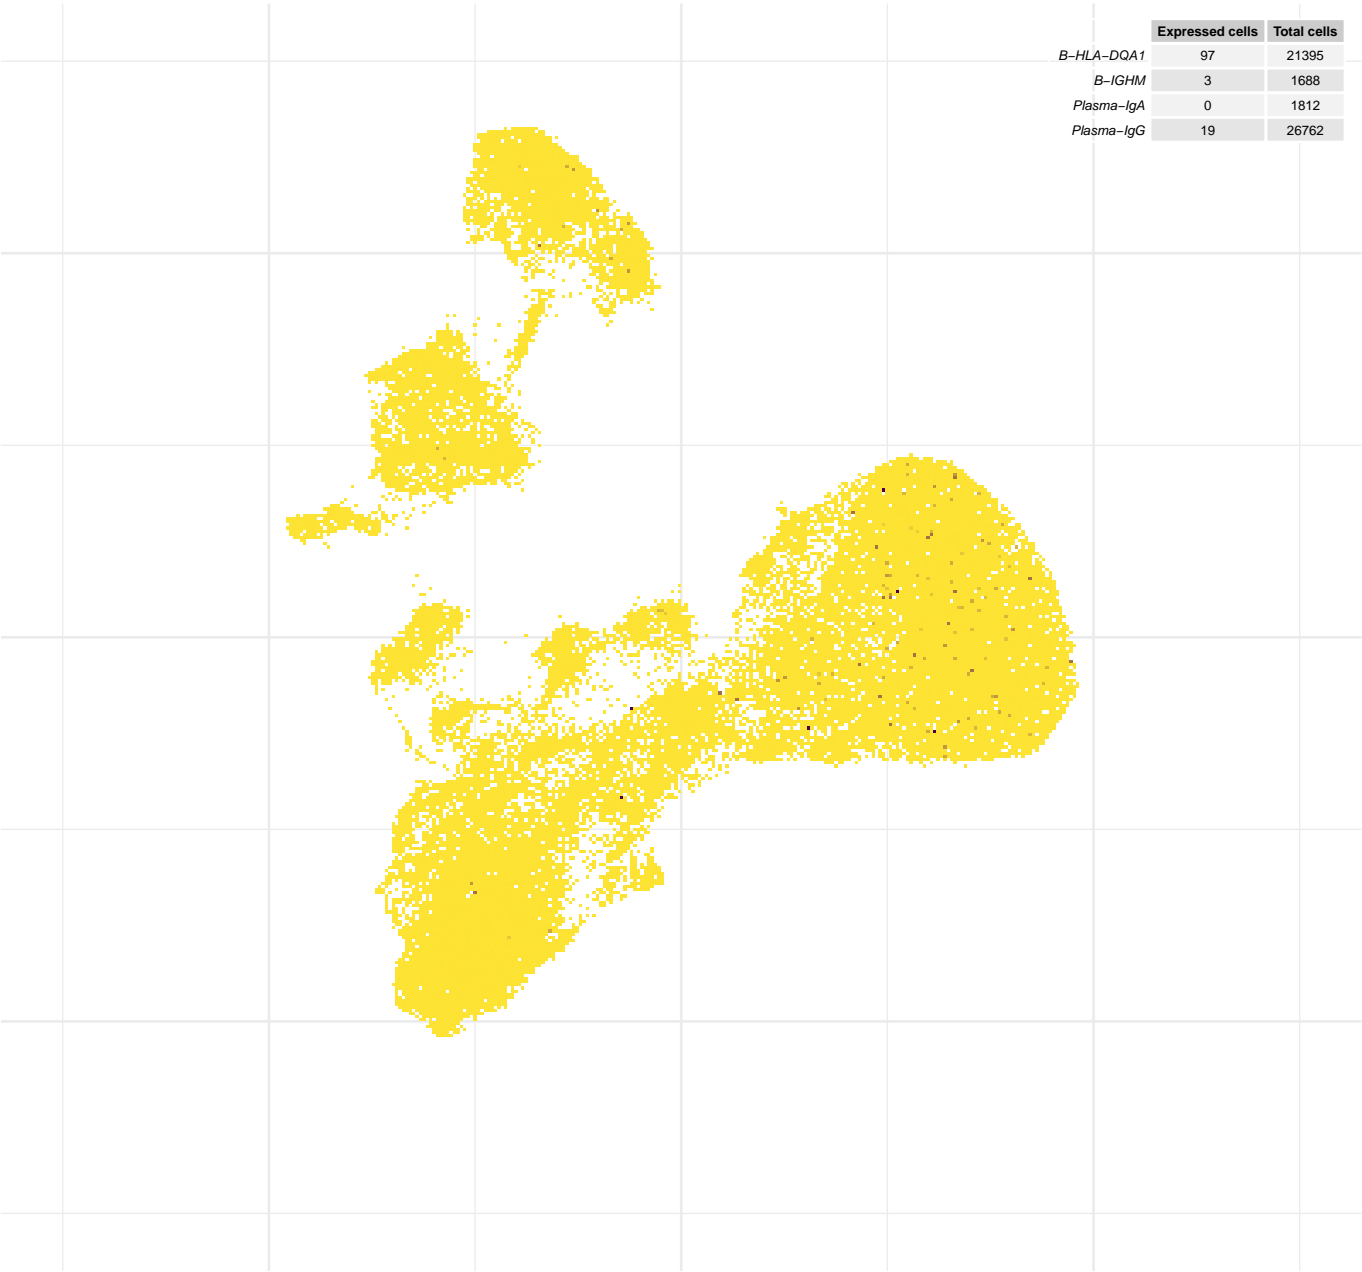 Expressed cells Total cells
B-HLA-DQA1 97 21395
B-IGHM 3 1688
Plasma-IgA 0 1812
Plasma-IgG 19 26762